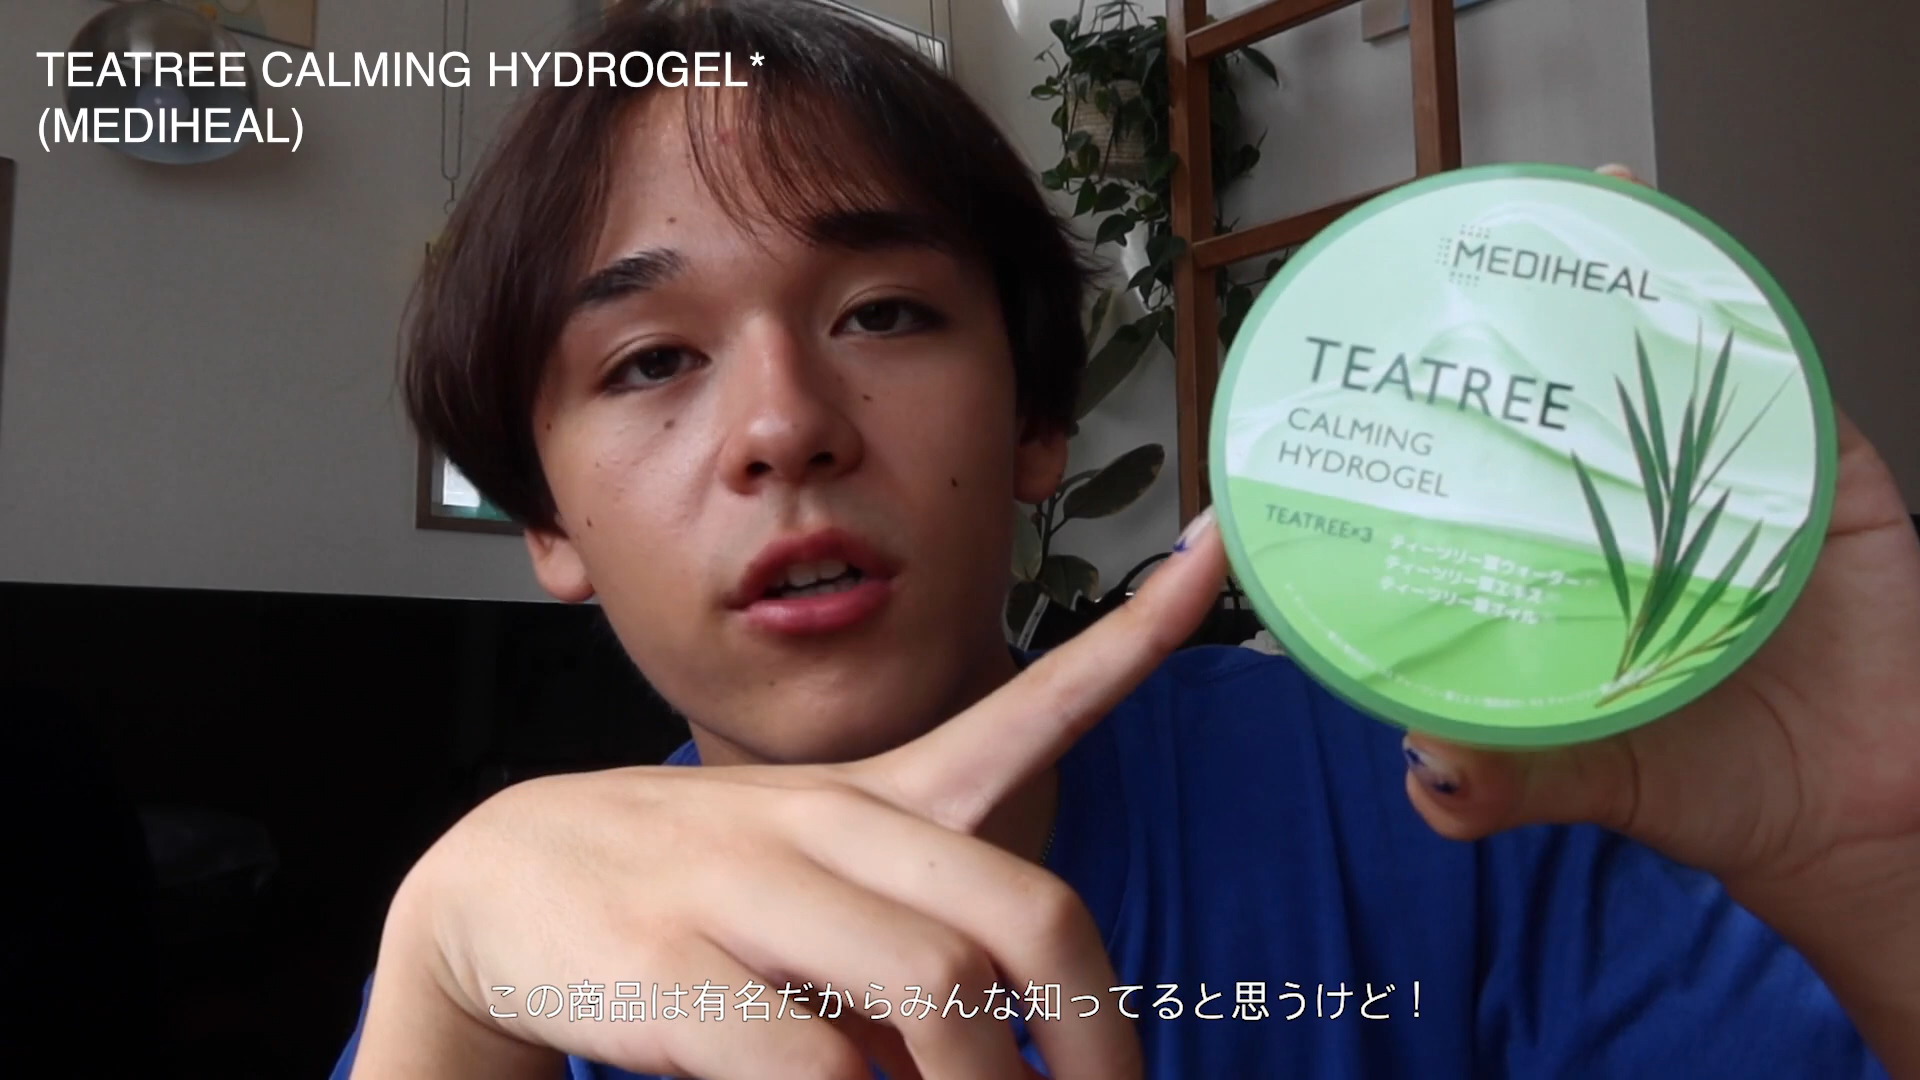 TEATREE CALMING HYDROGEL*
(MEDIHEAL)
MEDIHEAL
TEATREE
CALMING
HYDROGEL
TEATREE×3
ティーツリー葉ウォーター
ティーツリー葉エキス
ティーツリー葉オイル
この商品は有名だからみんな知ってると思うけど！